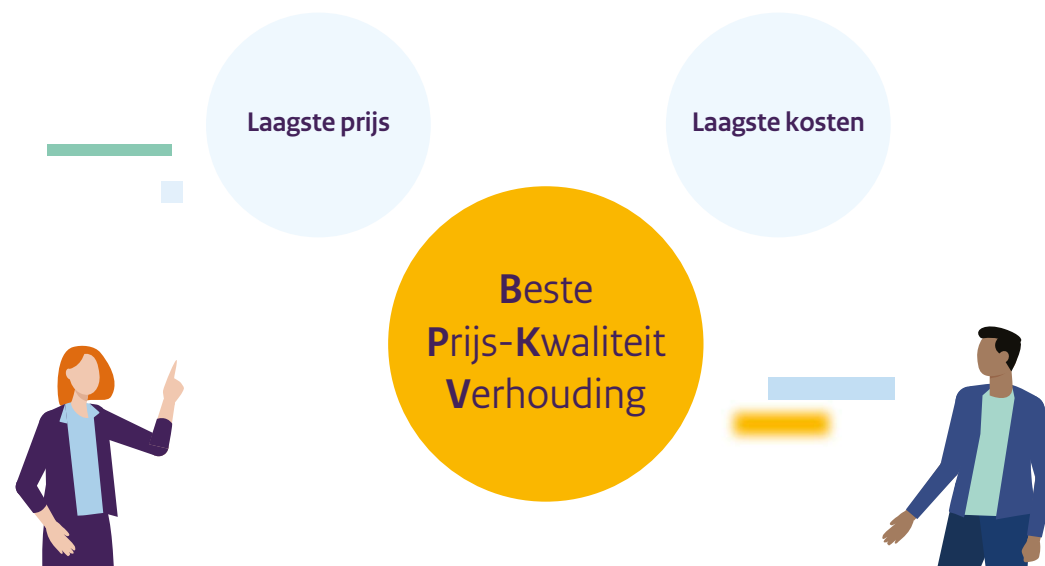 Laagste prijs
Laagste kosten
Beste
Prijs-Kwaliteit
Verhouding